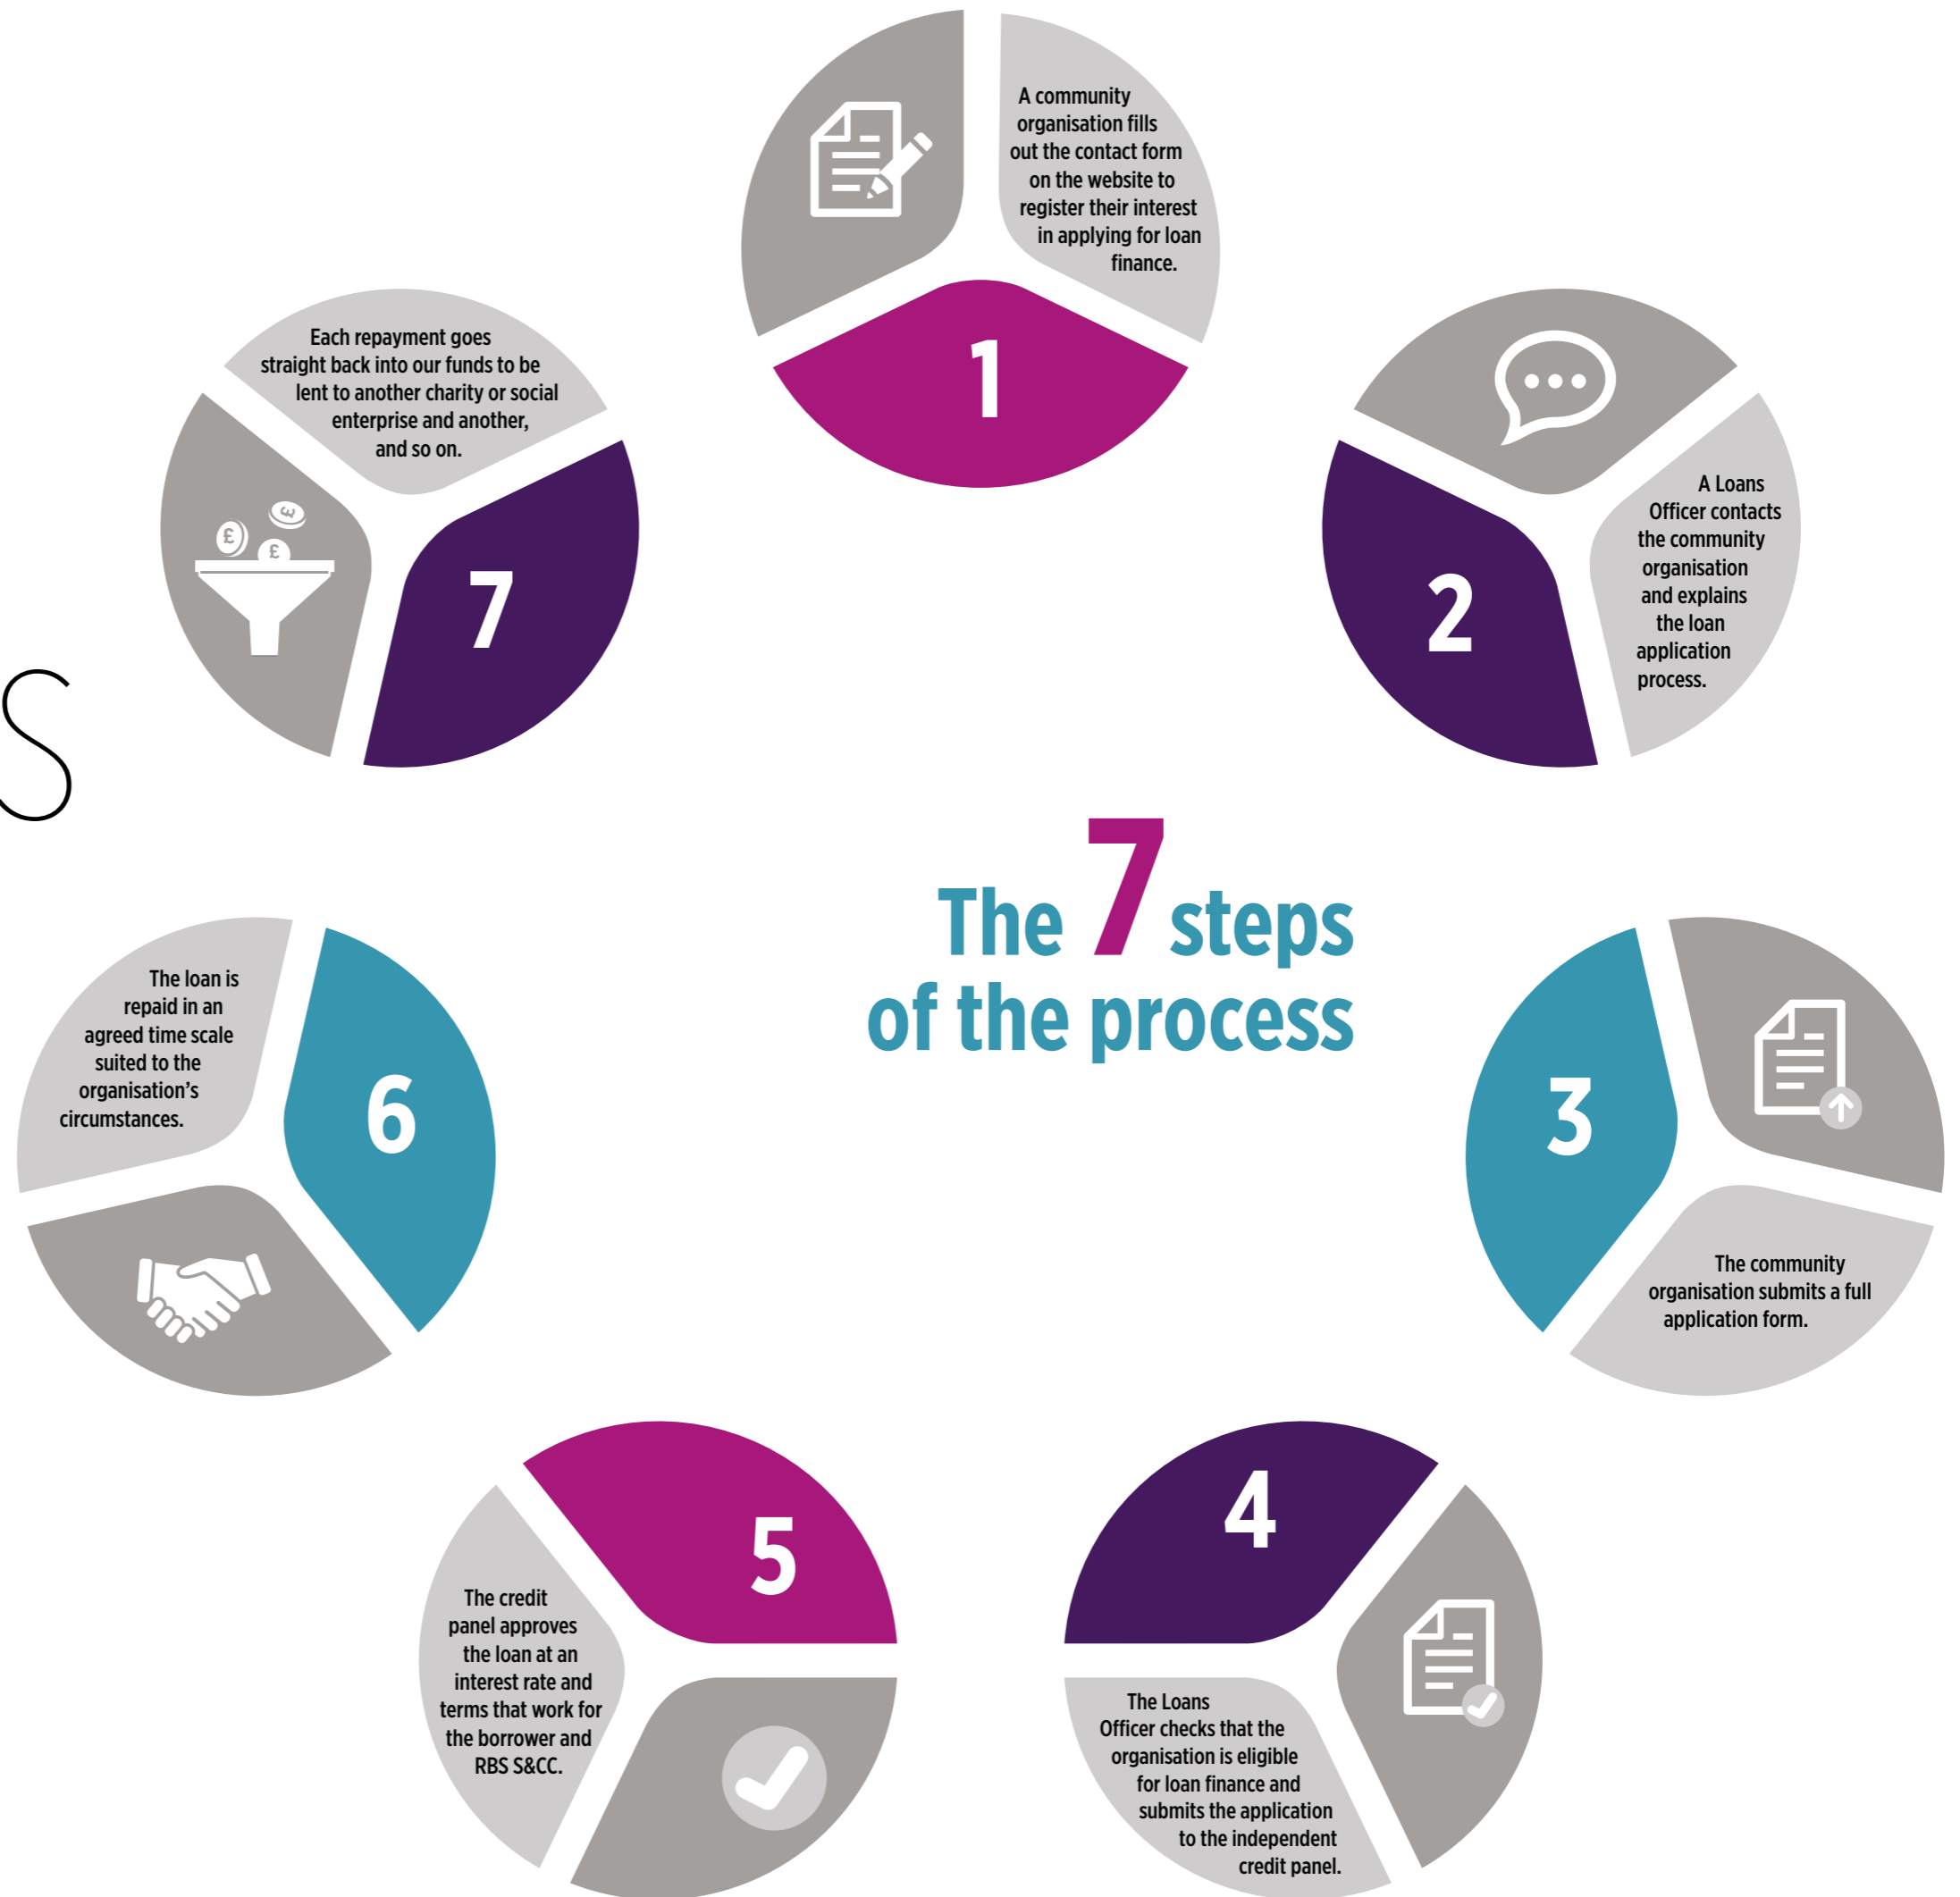 1
A community
organisation fills
out the contact form
on the website to
register their interest
in applying for loan
finance.
2
A Loans
Officer contacts
the community
organisation
and explains
the loan
application
process.
3
The community
organisation submits a full
application form.
4
The Loans
Officer checks that the
organisation is eligible
for loan finance and
submits the application
to the independent
credit panel.
5
The credit
panel approves
the loan at an
interest rate and
terms that work for
the borrower and
RBS S&CC.
6
The loan is
repaid in an
agreed time scale
suited to the
organisation’s
circumstances.
7
Each repayment goes
straight back into our funds to be
lent to another charity or social
enterprise and another,
and so on.
£
£
£
S
The 7 steps
of the process